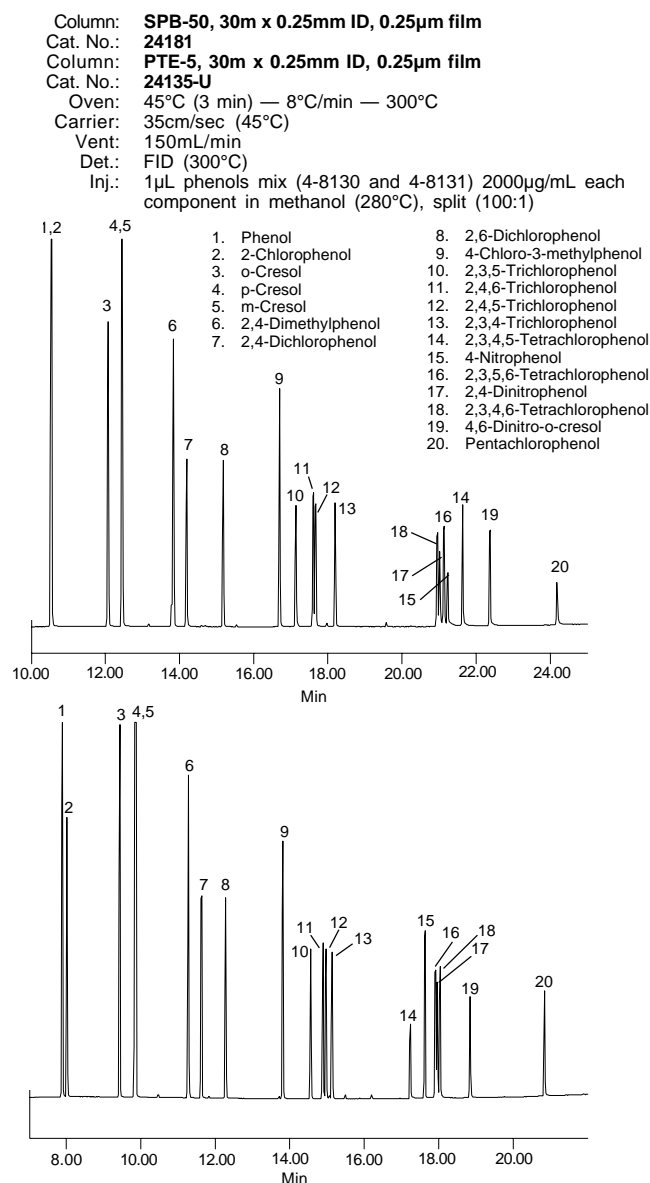 Column: SPB-50, 30m x 0.25mm ID, 0.25µm film
Cat. No.: 24181
Column: PTE-5, 30m x 0.25mm ID, 0.25µm film
Cat. No.: 24135-U
Oven: 45°C (3 min) — 8°C/min — 300°C
Carrier: 35cm/sec (45°C)
Vent: 150mL/min
Det.: FID (300°C)
Inj.: 1µL phenols mix (4-8130 and 4-8131) 2000µg/mL each
component in methanol (280°C), split (100:1)
1. Phenol
2. 2-Chlorophenol
3. o-Cresol
4. p-Cresol
5. m-Cresol
6. 2,4-Dimethylphenol
7. 2,4-Dichlorophenol
8. 2,6-Dichlorophenol
9. 4-Chloro-3-methylphenol
10. 2,3,5-Trichlorophenol
11. 2,4,6-Trichlorophenol
12. 2,4,5-Trichlorophenol
13. 2,3,4-Trichlorophenol
14. 2,3,4,5-Tetrachlorophenol
15. 4-Nitrophenol
16. 2,3,5,6-Tetrachlorophenol
17. 2,4-Dinitrophenol
18. 2,3,4,6-Tetrachlorophenol
19. 4,6-Dinitro-o-cresol
20. Pentachlorophenol
1,2
3
4,5
6
7
8
9
10
11
12
13
18
17
15
16
14
19
20
10.00 12.00 14.00 16.00 18.00 20.00 22.00 24.00
Min
1
2
3
4,5
6
7
8
9
10
11
12
13
14
15
16
18
17
19
20
8.00 10.00 12.00 14.00 16.00 18.00 20.00
Min